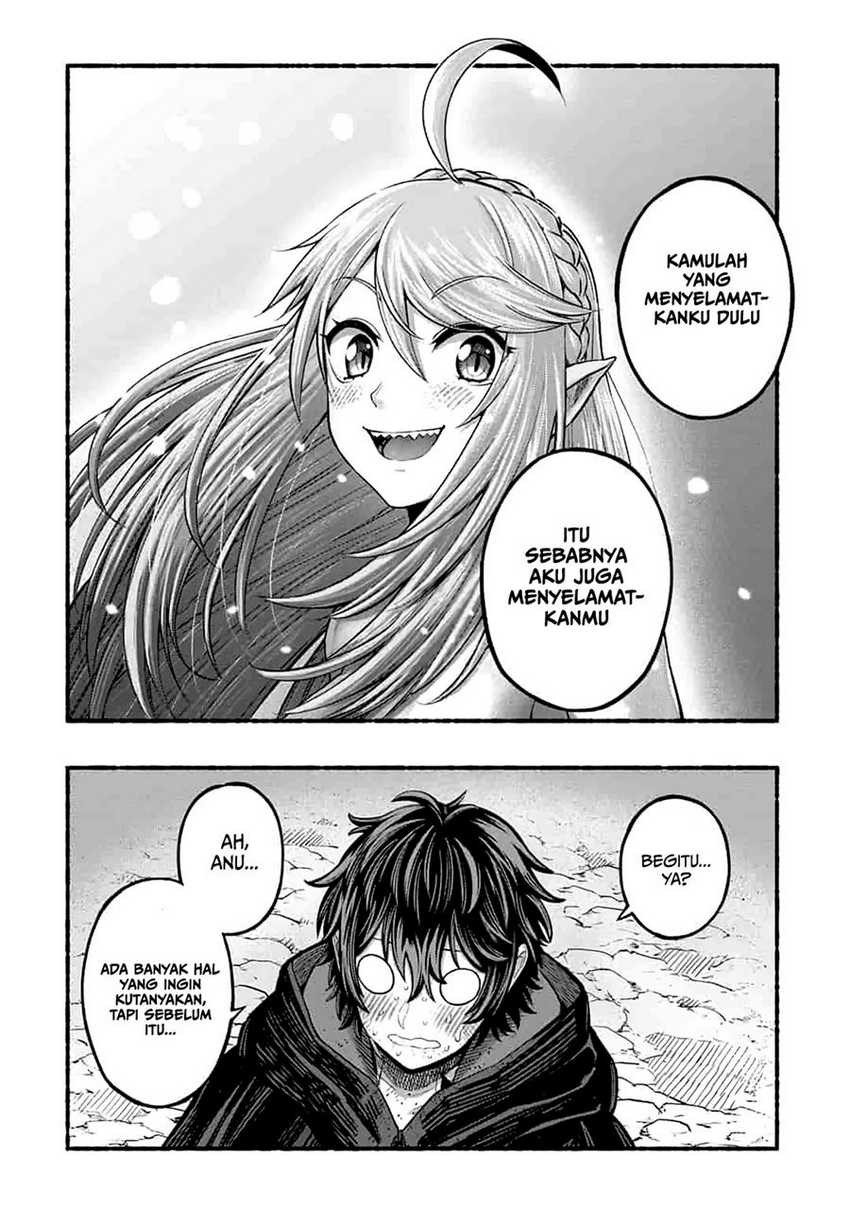 KAMULAH
YANG
MENYELAMAT-
KANKU DULU
ITU
SEBABNYA
AKU JUGA
MENYELAMAT-
KANMU
BEGITU...
YA?
AH,
ANU...
ADA BANYAK HAL
YANG INGIN
KUTANYAKAN,
TAPI SEBELUM
ITU...